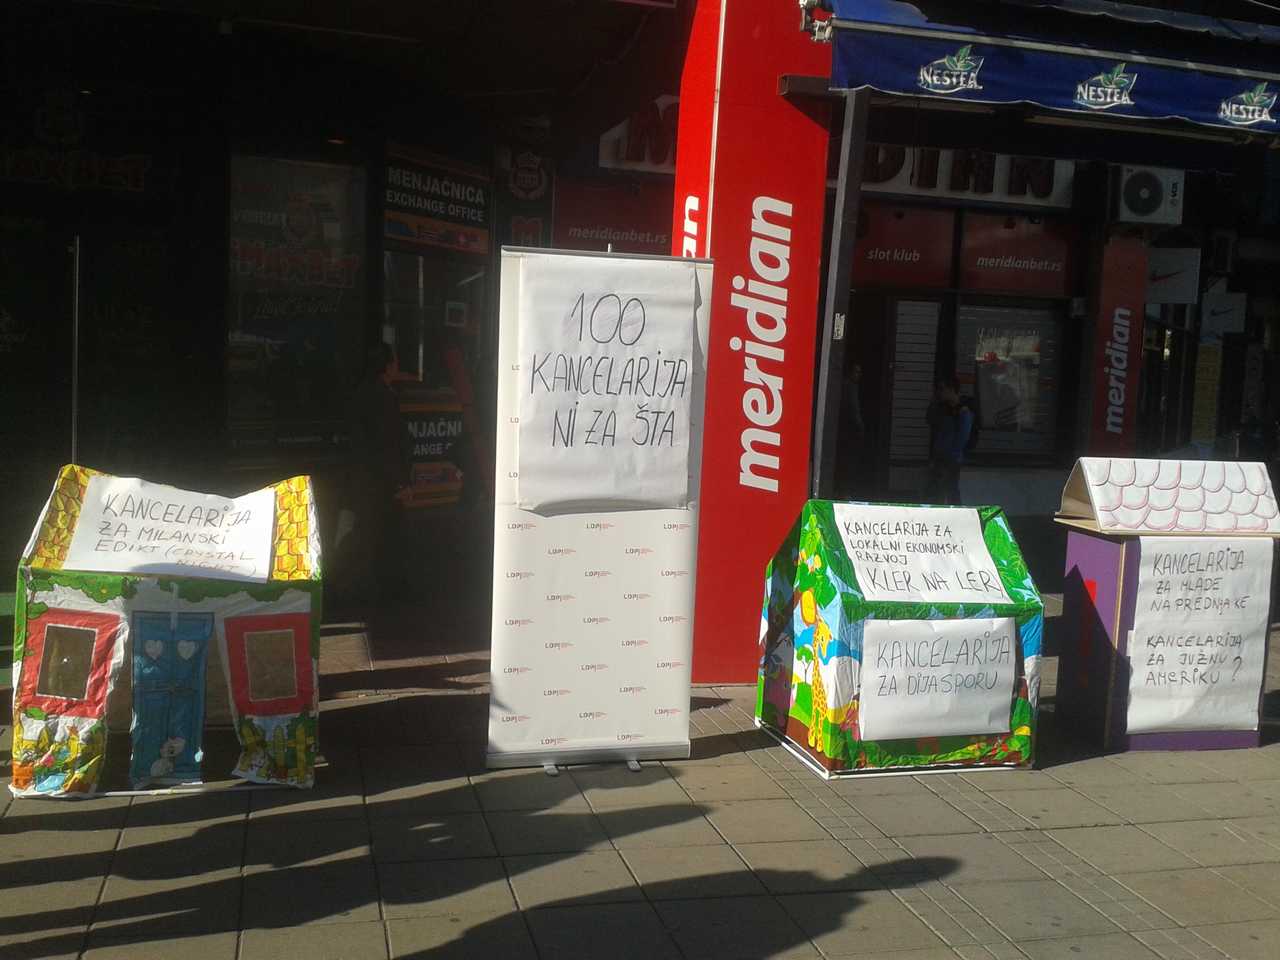 NESTEA
NESTEA
NESTEA
MENJAČNICA
EXCHANGE OFFICE
meridianbet.rs
slot klub
meridianbet.rs
meridian
meridian
100
KANCELARIJA
NI ZA ŠTA
LDPJ
KANCELARIJA
ZA MILANSKI
EDIKT (CRYSTAL
NIGHT)
KANCELARIJA ZA
LOKALNI EKONOMSKI
RAZVOJ
KLER NA LER
KANCELARIJA
ZA DIJASPORU
KANCELARIJA
ZA MLADE
NAPREDNJAKE
KANCELARIJA
ZA JUŽNU
AMERIKU ?